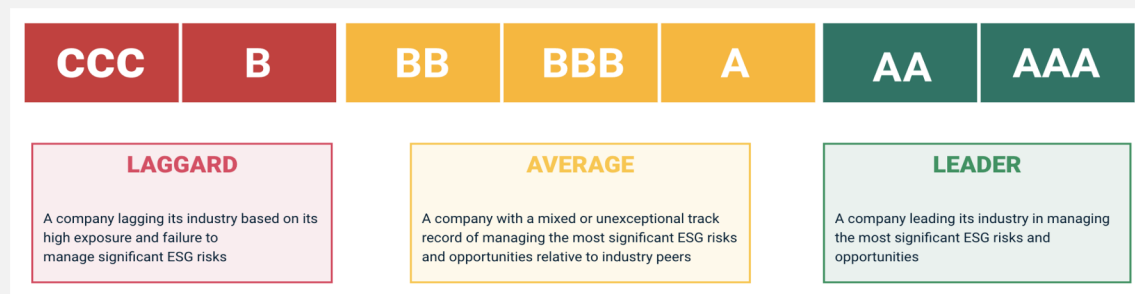 CCC B BB BBB A AA AAA
LAGGARD
A company lagging its industry based on its
high exposure and failure to
manage significant ESG risks
AVERAGE
A company with a mixed or unexceptional track
record of managing the most significant ESG risks
and opportunities relative to industry peers
LEADER
A company leading its industry in managing
the most significant ESG risks and
opportunities